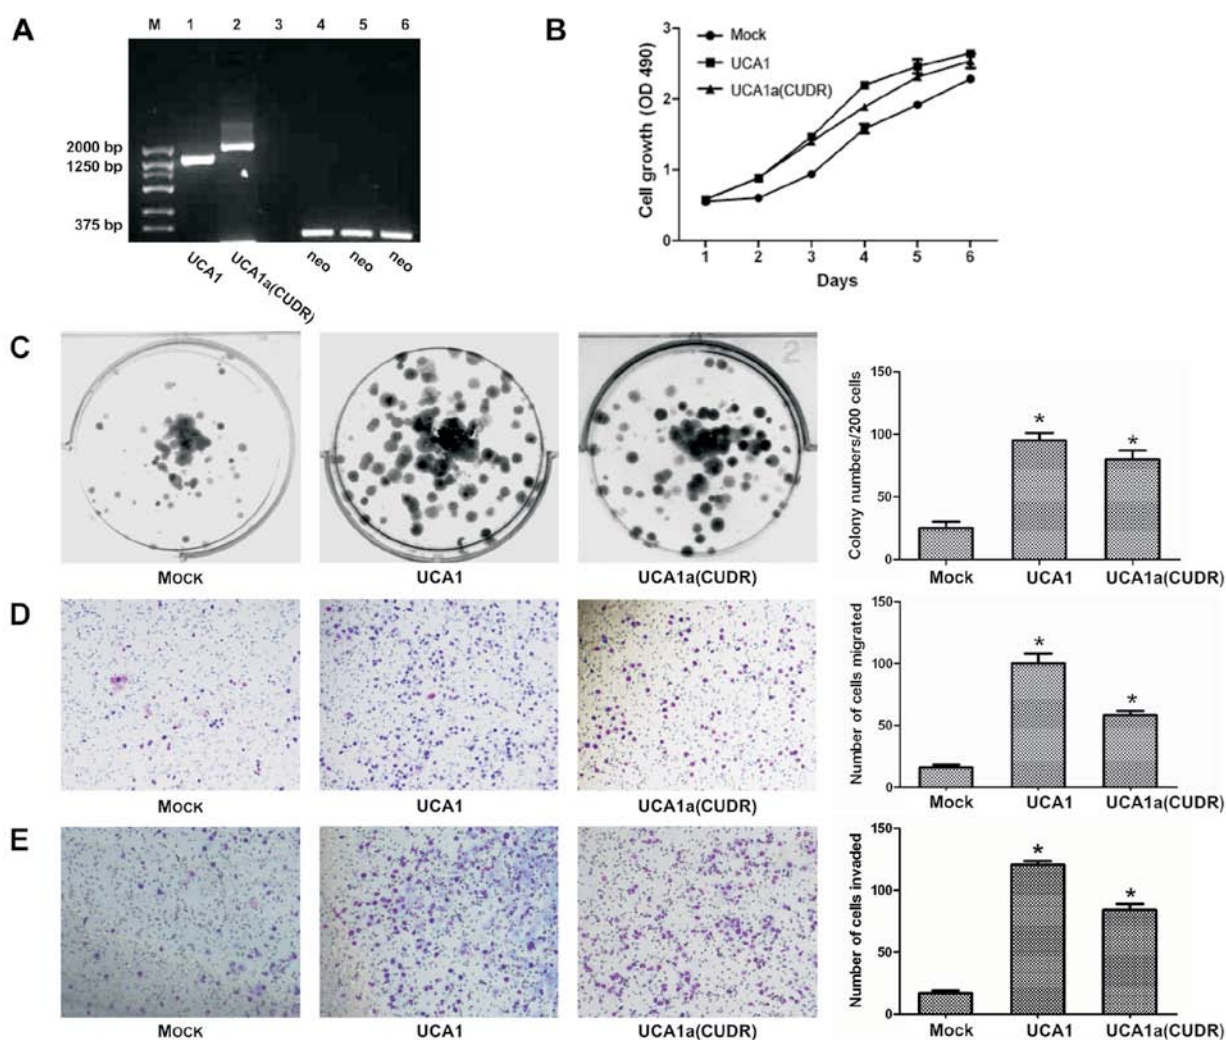 A
M 1 2 3 4 5 6
2000 bp
1250 bp
375 bp
UCA1
UCA1a(CUDR)
neo
neo
neo
B
Cell growth (OD 490)
3
2
1
0
Mock
UCA1
UCA1a(CUDR)
1 2 3 4 5 6
Days
C
2
MOCK
UCA1
UCA1a(CUDR)
Colony numbers/200 cells
150
100
50
0
*
*
Mock
UCA1
UCA1a(CUDR)
D
MOCK
UCA1
UCA1a(CUDR)
Number of cells migrated
150
100
50
0
*
*
Mock
UCA1
UCA1a(CUDR)
E
MOCK
UCA1
UCA1a(CUDR)
Number of cells invaded
150
100
50
0
*
*
Mock
UCA1
UCA1a(CUDR)